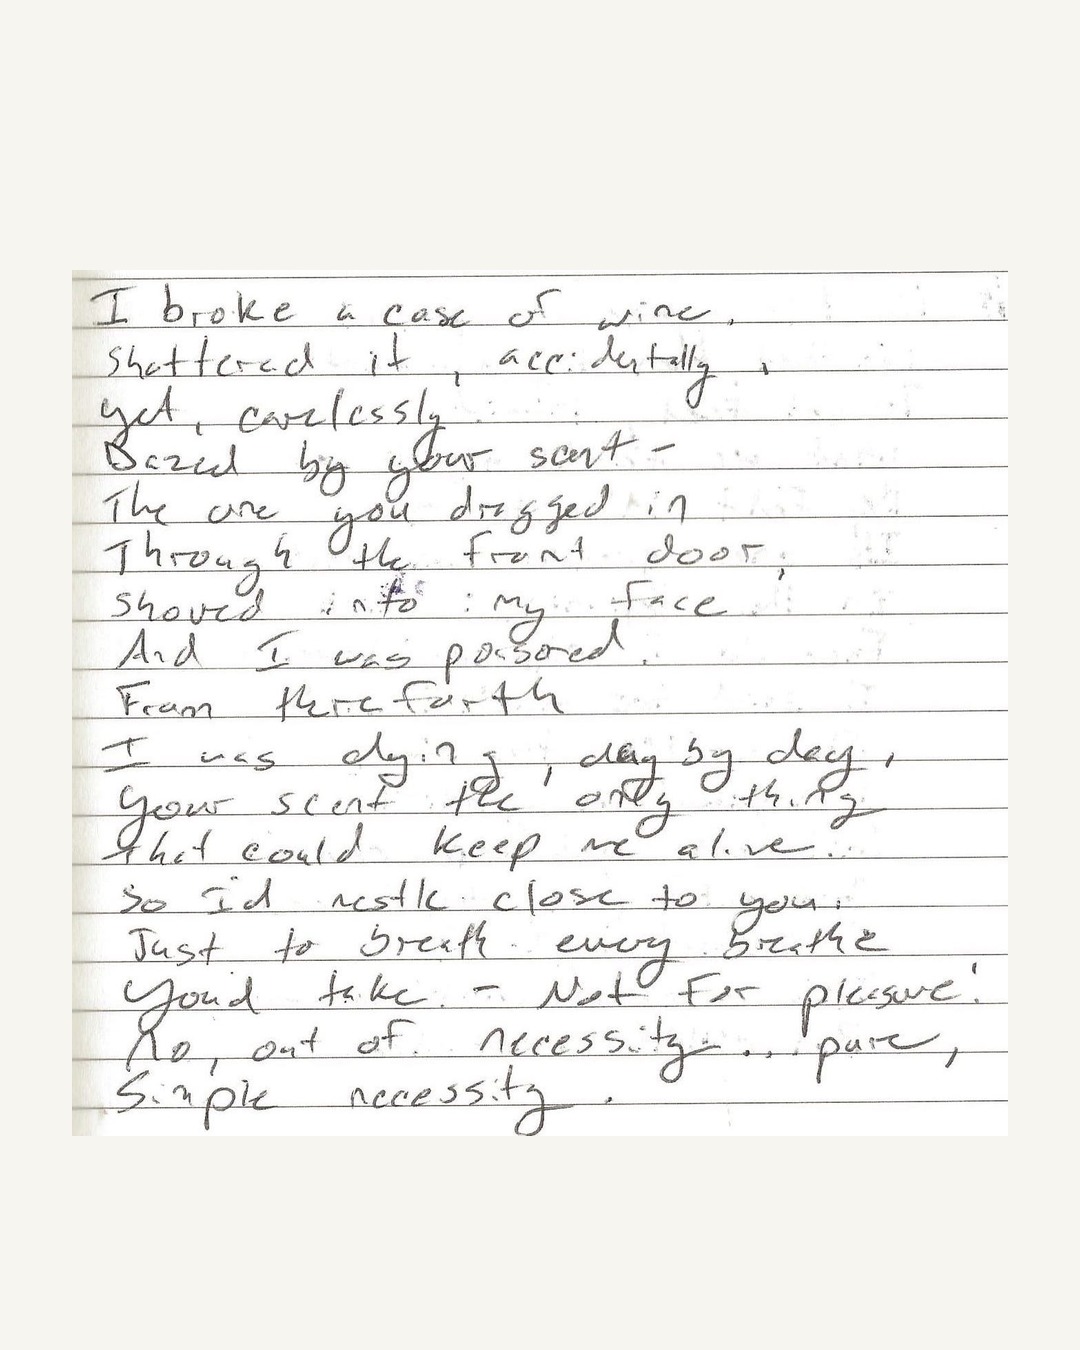 I broke a case of wine,
shattered it, accidentally,
yet, carelessly
Dazed by your scent -
The one you dragged in
Through the front door,
shoved into my face
And I was poisoned.
From there forth
I was dying, day by day,
Your scent the only thing
that could keep me alive.
So I'd nestle close to you.
Just to breath every breathe
You'd take - Not For pleasure!
No, out of necessity... pure,
Simple necessity.